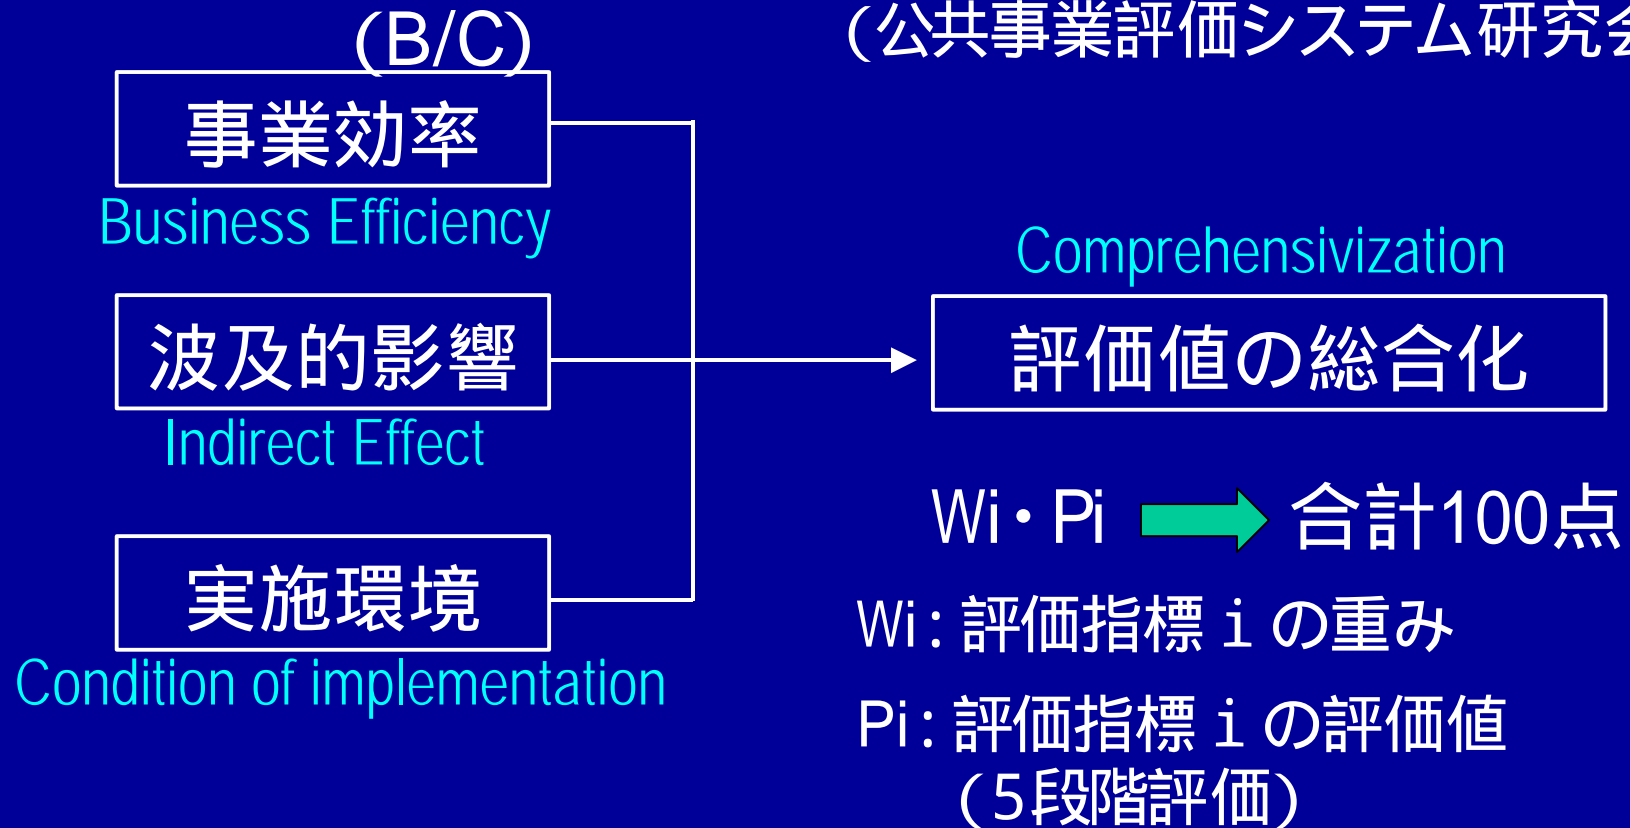 (B/C)
(公共事業評価システム研究会
事業効率
Business Efficiency
波及的影響
Indirect Effect
実施環境
Condition of implementation
Comprehensivization
評価値の総合化
Wi・Pi 合計100点
Wi:評価指標ｉの重み
Pi:評価指標ｉの評価値
(5段階評価)